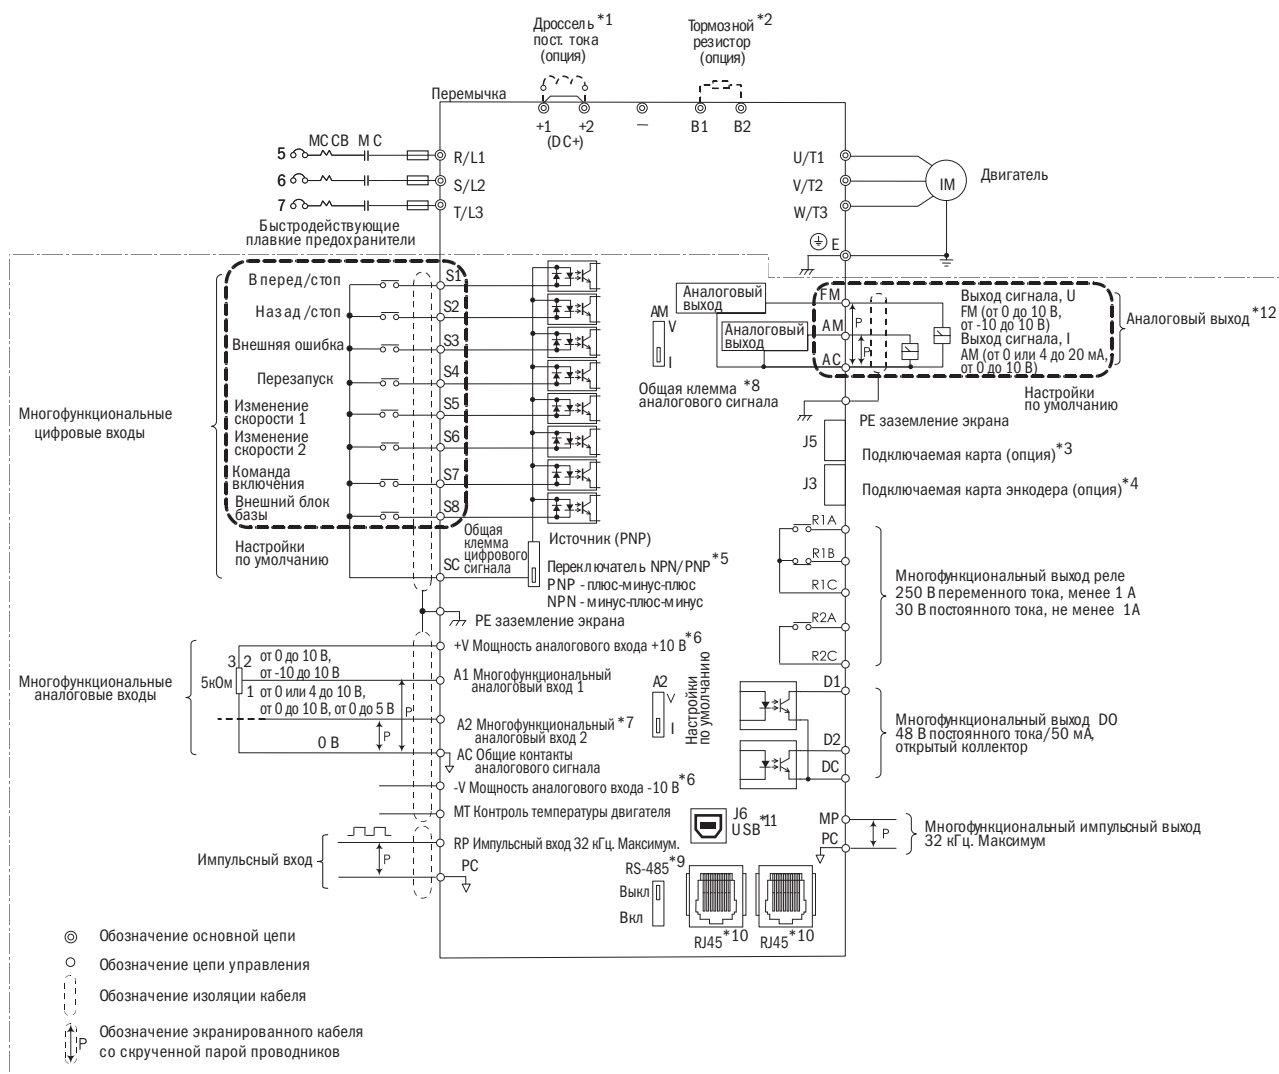 Дроссель *1
пост. тока
(опция)
Тормозной *2
резистор
(опция)
Перемычка
+1
+2
—
B1
B2
(DC+)
MCCB MC
5
R/L1
6
S/L2
7
T/L3
Быстродействующие
плавкие предохранители
U/T1
V/T2
W/T3
IM
Двигатель
E
Вперед/стоп
S1
Назад/стоп
S2
Внешняя ошибка
S3
Перезапуск
S4
Изменение
скорости 1
S5
Изменение
скорости 2
S6
Команда
включения
S7
Внешний блок
базы
S8
Многофункциональные
цифровые входы
Настройки
по умолчанию
SC
Общая
клемма
цифрового
сигнала
Источник (PNP)
Переключатель NPN/PNP *5
PNP - плюс-минус-плюс
NPN - минус-плюс-минус
PE заземление экрана
Аналоговый
выход
AM
V
I
Аналоговый
выход
Общая клемма *8
аналогового сигнала
FM
AM
AC
P
P
Выход сигнала, U
FM (от 0 до 10 В,
от -10 до 10 В)
Выход сигнала, I
AM (от 0 или 4 до 20 мА,
от 0 до 10 В)
Аналоговый выход *12
Настройки
по умолчанию
PE заземление экрана
J5
Подключаемая карта (опция) *3
J3
Подключаемая карта энкодера (опция) *4
R1A
R1B
R1C
R2A
R2C
Многофункциональный выход реле
250 В переменного тока, менее 1 А
30 В постоянного тока, не менее 1А
Многофункциональные
аналоговые входы
5кОм
3
2
1
от 0 до 10 В,
от -10 до 10 В
от 0 или 4 до 10 В,
от 0 до 10 В, от 0 до 5 В
0 В
P
P
+V Мощность аналогового входа +10 В *6
A1 Многофункциональный
аналоговый вход 1
A2 Многофункциональный *7
аналоговый вход 2
AC Общие контакты
аналогового сигнала
-V Мощность аналогового входа -10 В *6
MT Контроль температуры двигателя
A2
V
I
Настройки
по умолчанию
D1
D2
DC
Многофункциональный выход DO
48 В постоянного тока/50 мА,
открытый коллектор
Импульсный вход
P
RP Импульсный вход 32 кГц. Максимум.
PC
J6
USB *11
MP
PC
P
Многофункциональный импульсный выход
32 кГц. Максимум
RS-485 *9
Выкл
Вкл
RJ45 *10
RJ45 *10
Обозначение основной цепи
Обозначение цепи управления
Обозначение изоляции кабеля
P
Обозначение экранированного кабеля
со скрученной парой проводников